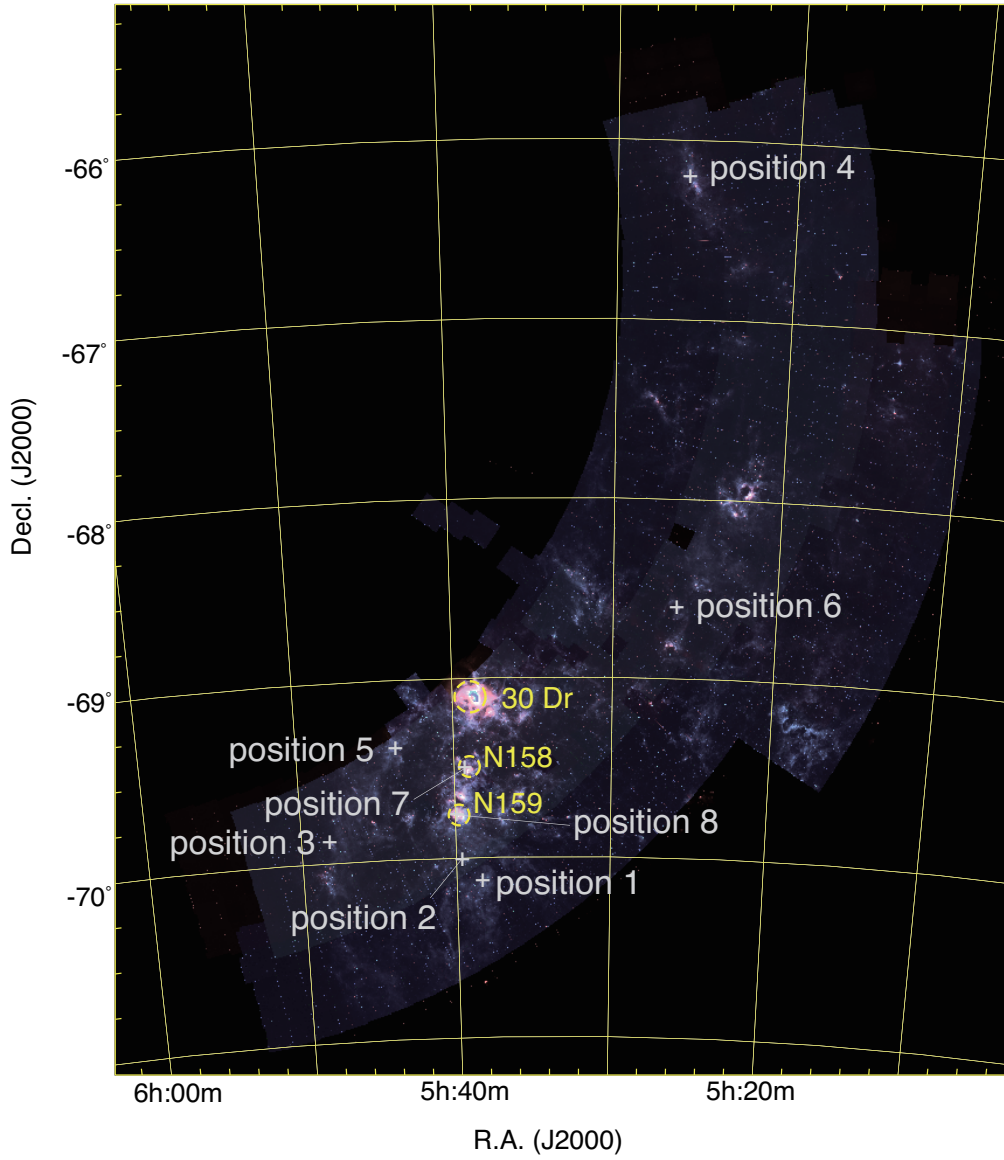 position 4
-66°
-67°
Decl. (J2000)
-68°
position 6
-69°
30 Dr
position 5
N158
position 7
N159
position 8
position 3
-70°
position 1
position 2
6h:00m
5h:40m
5h:20m
R.A. (J2000)